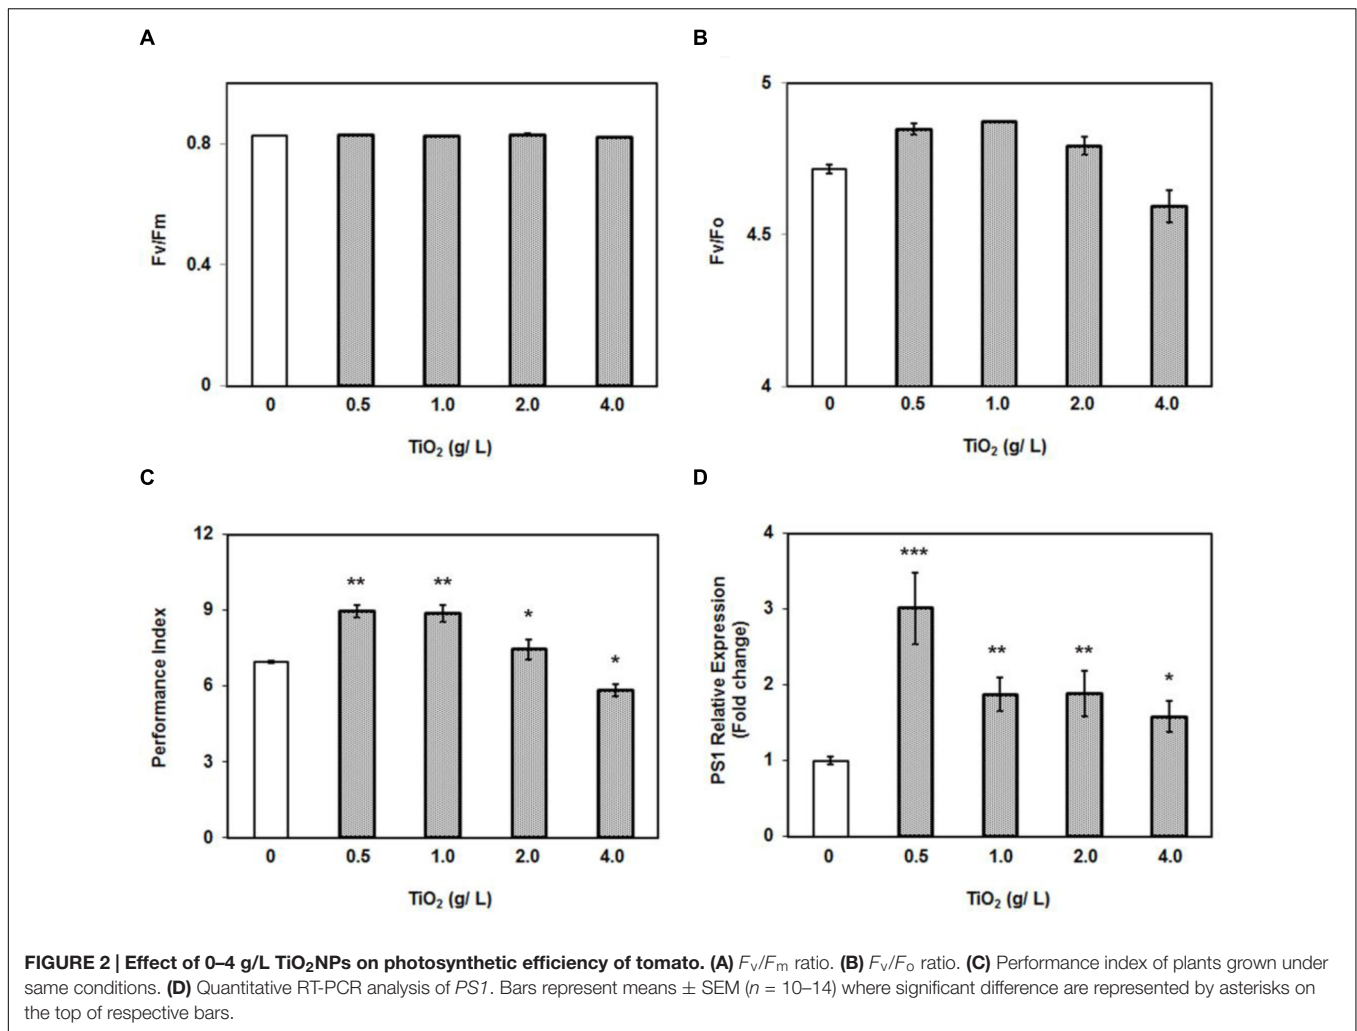 A
Fv/Fm
0.8
0.4
0
0 0.5 1.0 2.0 4.0
TiO₂ (g/ L)
B
Fv/Fo
5
4.5
4
0 0.5 1.0 2.0 4.0
TiO₂ (g/ L)
C
Performance Index
12
9
6
3
0
** ** * *
0 0.5 1.0 2.0 4.0
TiO₂ (g/ L)
D
PS1 Relative Expression
(Fold change)
4
3
2
1
0
*** ** ** *
0 0.5 1.0 2.0 4.0
TiO₂ (g/ L)
FIGURE 2 | Effect of 0–4 g/L TiO₂NPs on photosynthetic efficiency of tomato. (A) Fv/Fm ratio. (B) Fv/Fo ratio. (C) Performance index of plants grown under
same conditions. (D) Quantitative RT-PCR analysis of PS1. Bars represent means ± SEM (n = 10–14) where significant difference are represented by asterisks on
the top of respective bars.